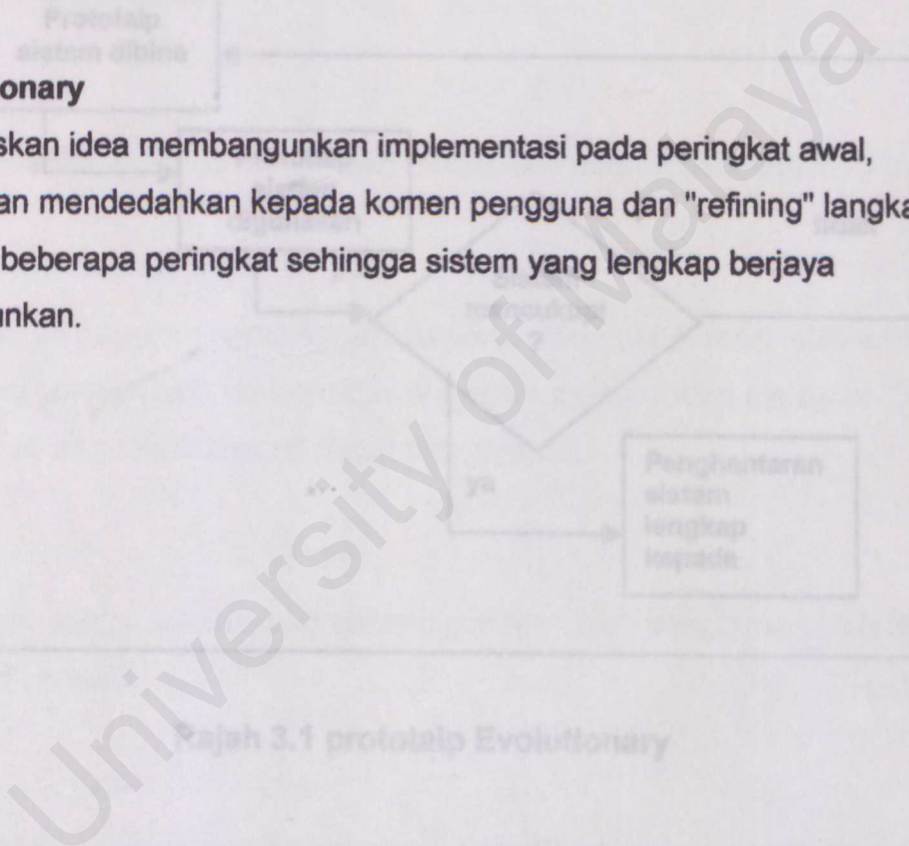 Prototaip
sistem dibina
onary
skan idea membangunkan implementasi pada peringkat awal,
an mendedahkan kepada komen pengguna dan "refining" langka
beberapa peringkat sehingga sistem yang lengkap berjaya
unkan.
?
ya
Penghantaran
sistem
lengkap
kepada
Rajah 3.1 prototaip Evolutionary
University of Malaya